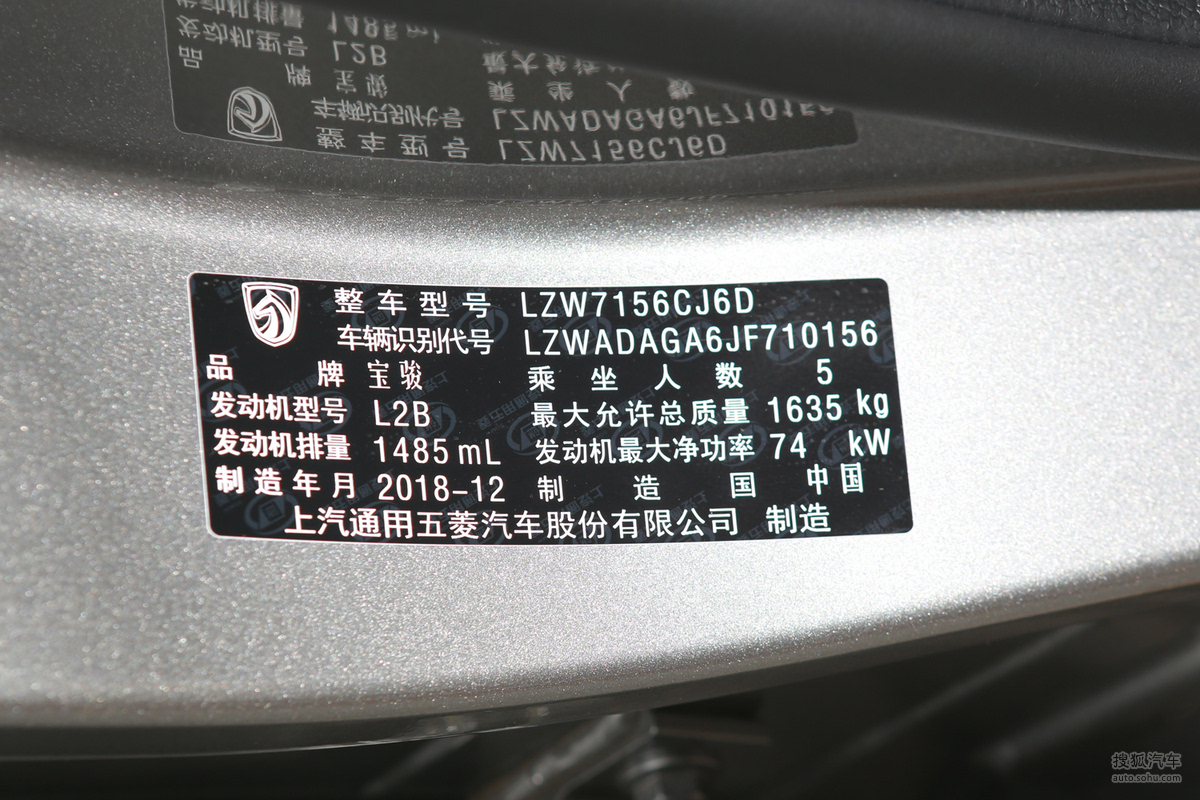 整车型号 LZW7156CJ6D
车辆识别代号 LZWADAGA6JF710156
品牌 宝骏 乘坐人数 5
发动机型号 L2B 最大允许总质量 1635 kg
发动机排量 1485 mL 发动机最大净功率 74 kW
制造年月 2018-12 制造国 中国
上汽通用五菱汽车股份有限公司 制造
搜狐汽车
auto.sohu.com